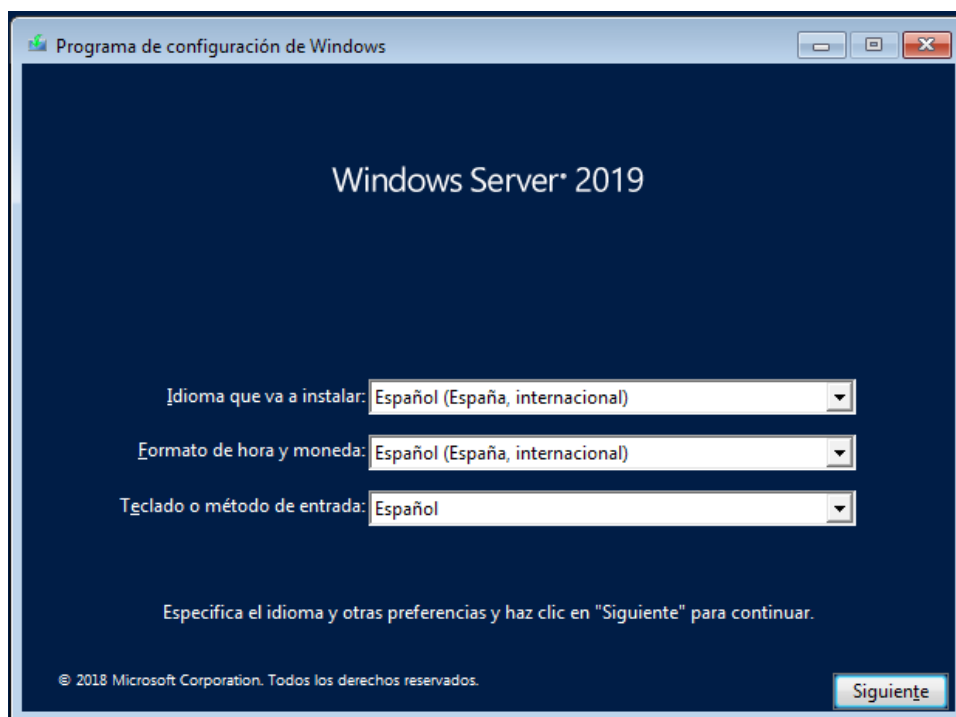 Programa de configuración de Windows
Windows Server® 2019
Idioma que va a instalar: Español (España, internacional)
Formato de hora y moneda: Español (España, internacional)
Teclado o método de entrada: Español
Especifica el idioma y otras preferencias y haz clic en "Siguiente" para continuar.
© 2018 Microsoft Corporation. Todos los derechos reservados.
Siguiente